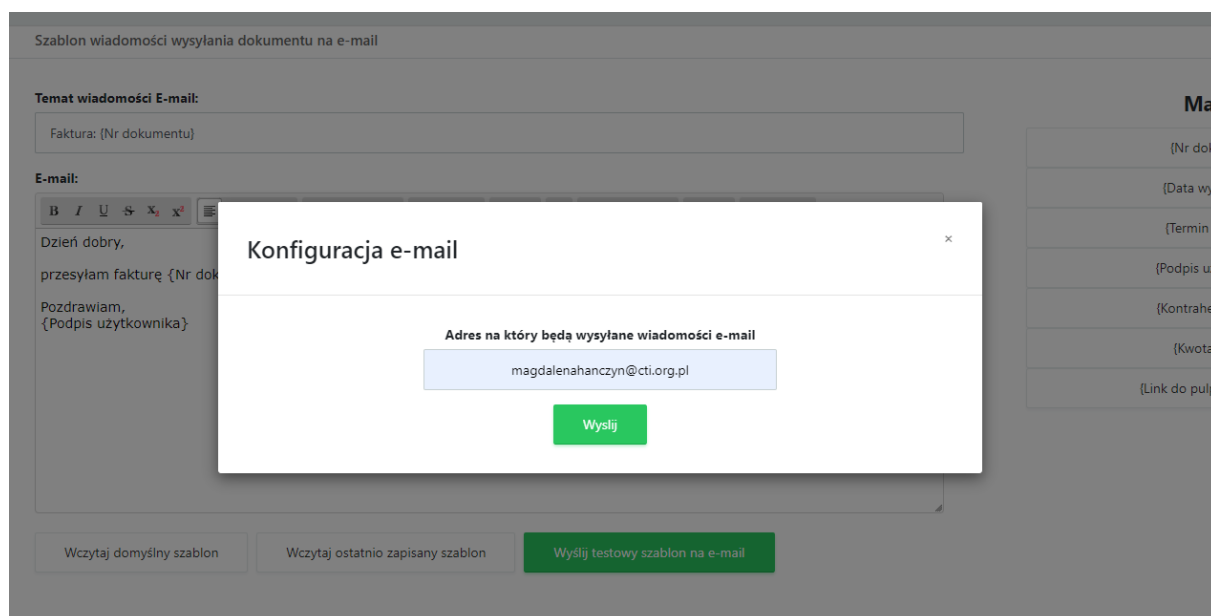 Szablon wiadomości wysyłania dokumentu na e-mail
Temat wiadomości E-mail:
Faktura: {Nr dokumentu}
E-mail:
B I U S X₂ X²
Dzień dobry,
przesyłam fakturę {Nr dok
Pozdrawiam,
{Podpis użytkownika}
Konfiguracja e-mail
×
Adres na który będą wysyłane wiadomości e-mail
magdalenahanczyn@cti.org.pl
Wyslij
Wczytaj domyślny szablon
Wczytaj ostatnio zapisany szablon
Wyślij testowy szablon na e-mail
Ma
{Nr dok
{Data wy
{Termin
{Podpis u
{Kontrahe
{Kwota
{Link do pulp